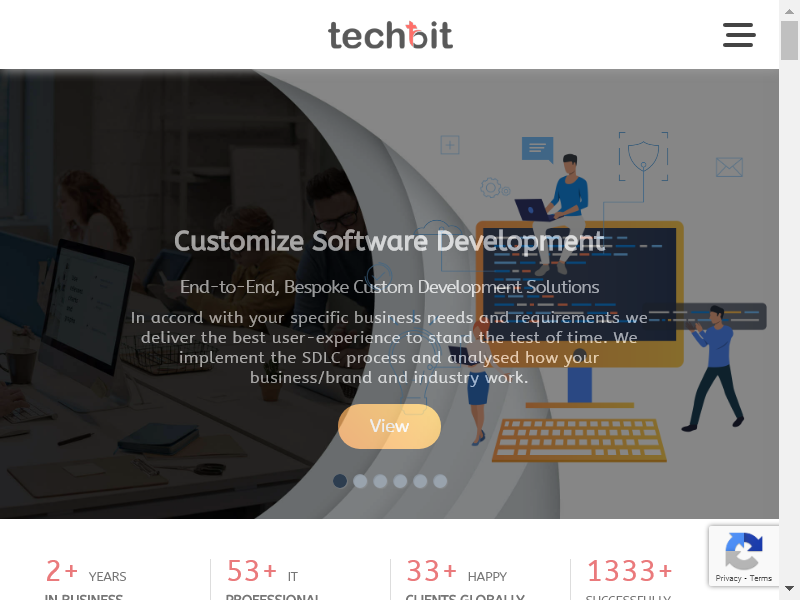 techbit
Customize Software Development
End-to-End, Bespoke Custom Development Solutions
In accord with your specific business needs and requirements we
deliver the best user-experience to stand the test of time. We
implement the SDLC process and analysed how your
business/brand and industry work.
View
2+ YEARS
IN BUSINESS
53+ IT
PROFESSIONAL
33+ HAPPY
CLIENTS GLOBALLY
1333+
SUCCESSFULLY
Privacy - Terms